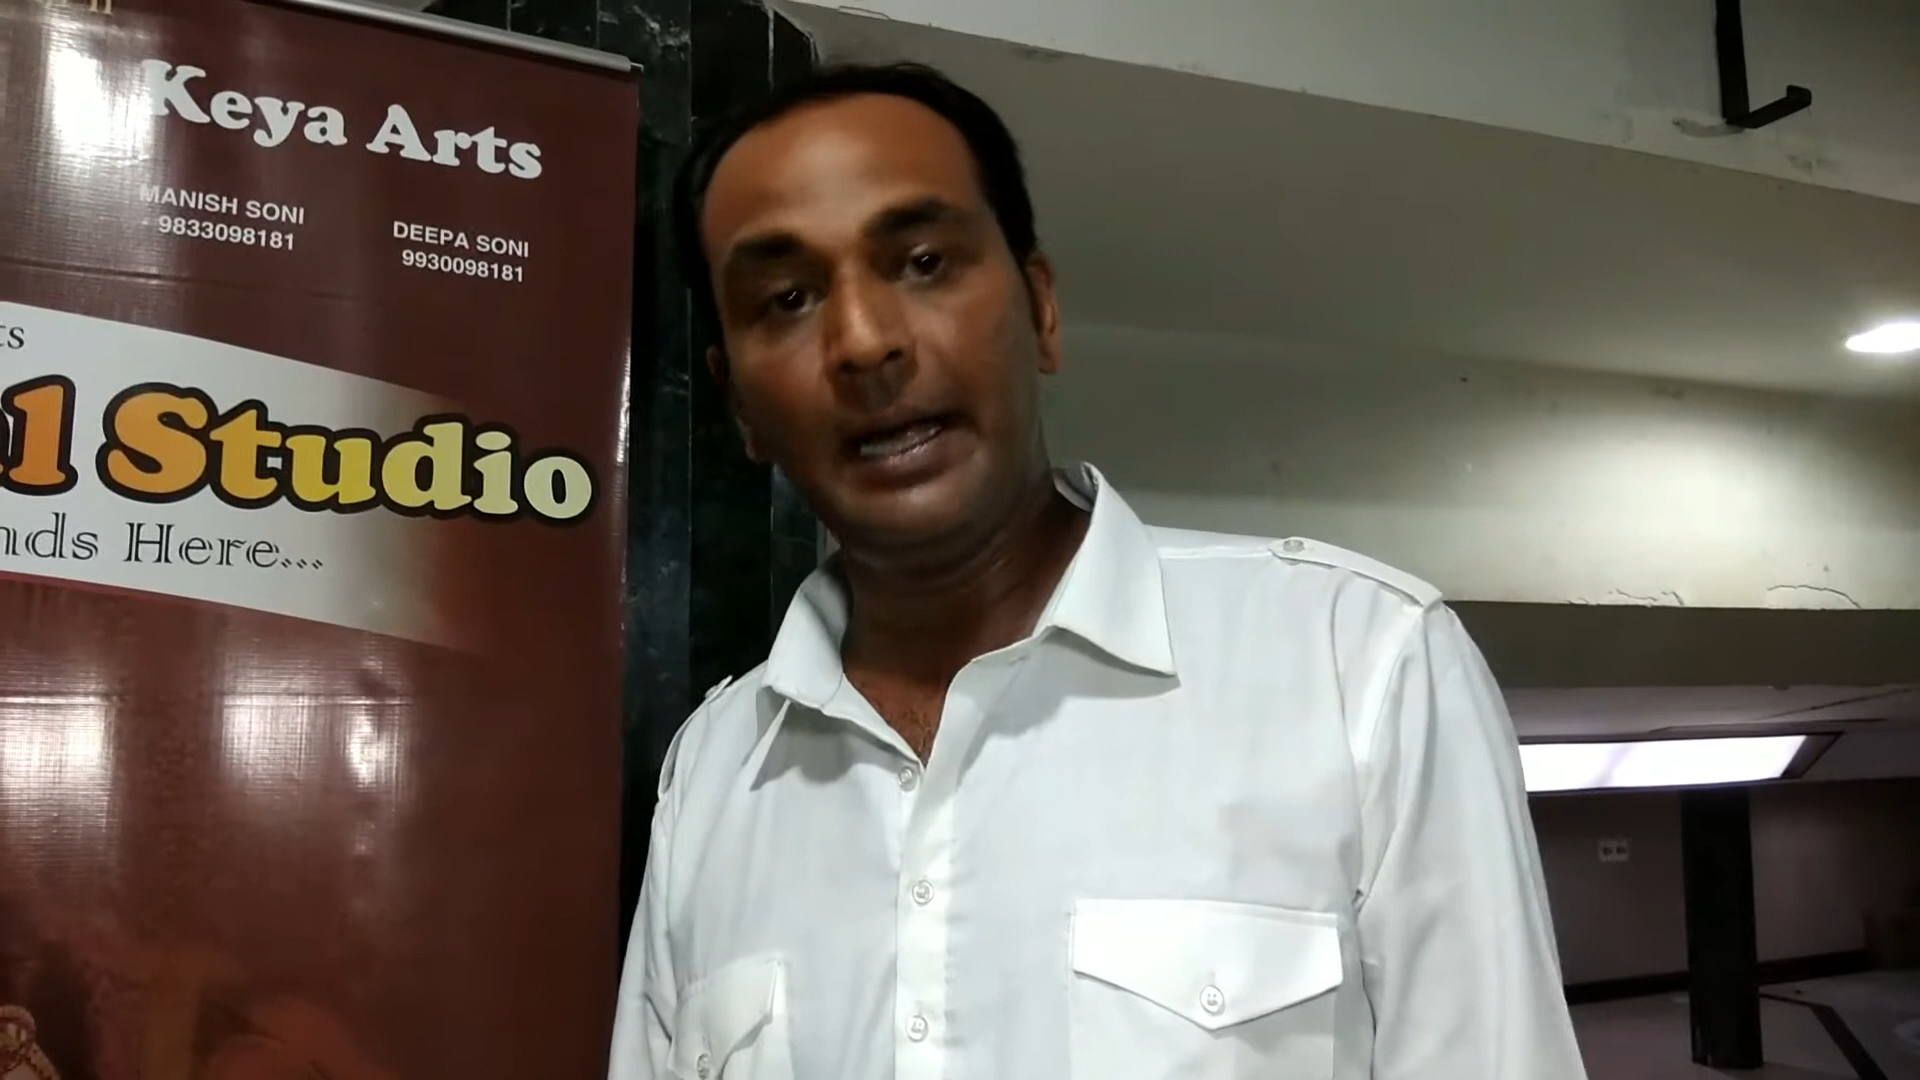 Keya Arts
MANISH SONI
9833098181
DEEPA SONI
9930098181
Studio
Here...